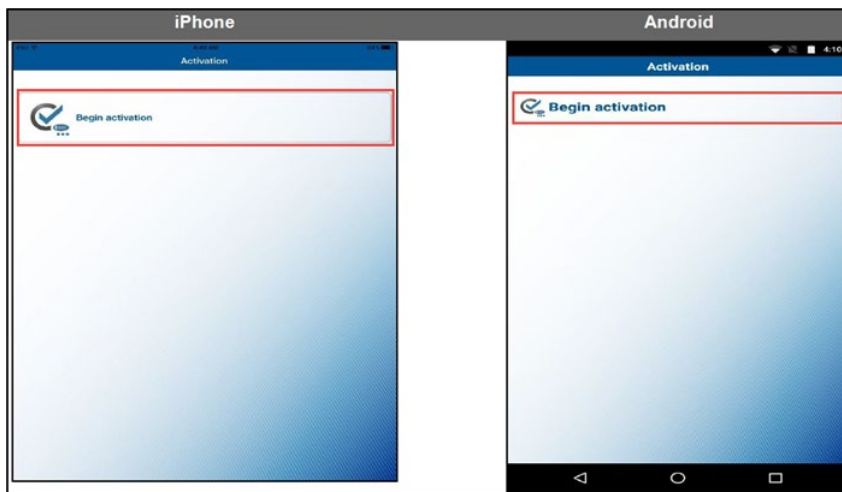 iPhone
Android
4:10
Activation
Activation
Begin activation
Begin activation